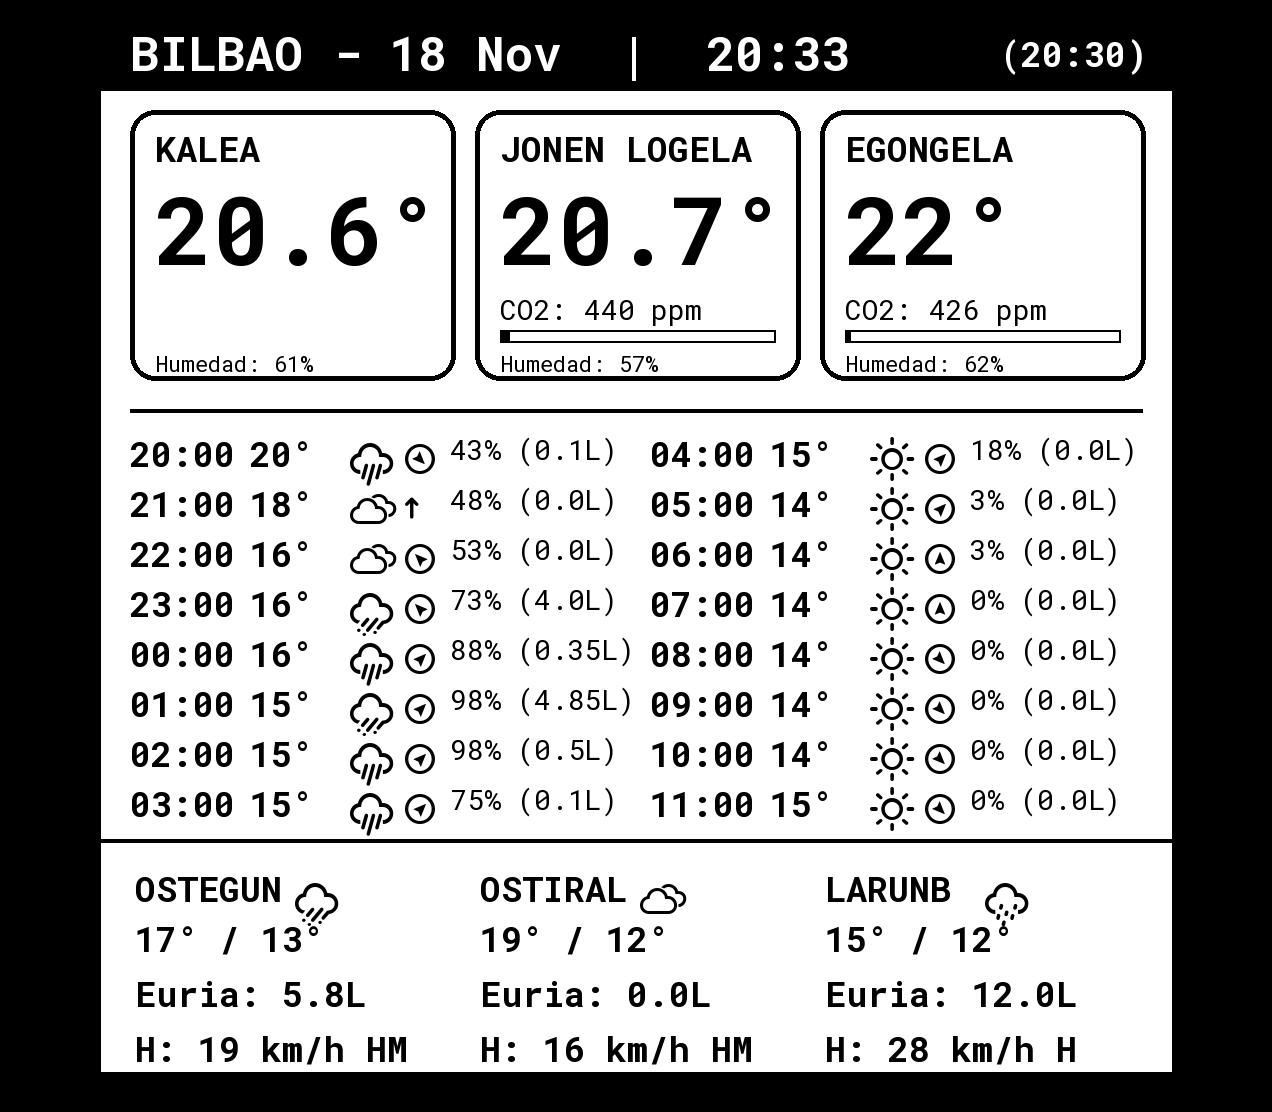 BILBAO - 18 Nov | 20:33 (20:30)
KALEA
20.6°
Humedad: 61%
JONEN LOGELA
20.7°
CO2: 440 ppm
Humedad: 57%
EGONGELA
22°
CO2: 426 ppm
Humedad: 62%
20:00 20° 43% (0.1L)
21:00 18° 48% (0.0L)
22:00 16° 53% (0.0L)
23:00 16° 73% (4.0L)
00:00 16° 88% (0.35L)
01:00 15° 98% (4.85L)
02:00 15° 98% (0.5L)
03:00 15° 75% (0.1L)
04:00 15° 18% (0.0L)
05:00 14° 3% (0.0L)
06:00 14° 3% (0.0L)
07:00 14° 0% (0.0L)
08:00 14° 0% (0.0L)
09:00 14° 0% (0.0L)
10:00 14° 0% (0.0L)
11:00 15° 0% (0.0L)
OSTEGUN
17° / 13°
Euria: 5.8L
H: 19 km/h HM
OSTIRAL
19° / 12°
Euria: 0.0L
H: 16 km/h HM
LARUNB
15° / 12°
Euria: 12.0L
H: 28 km/h H